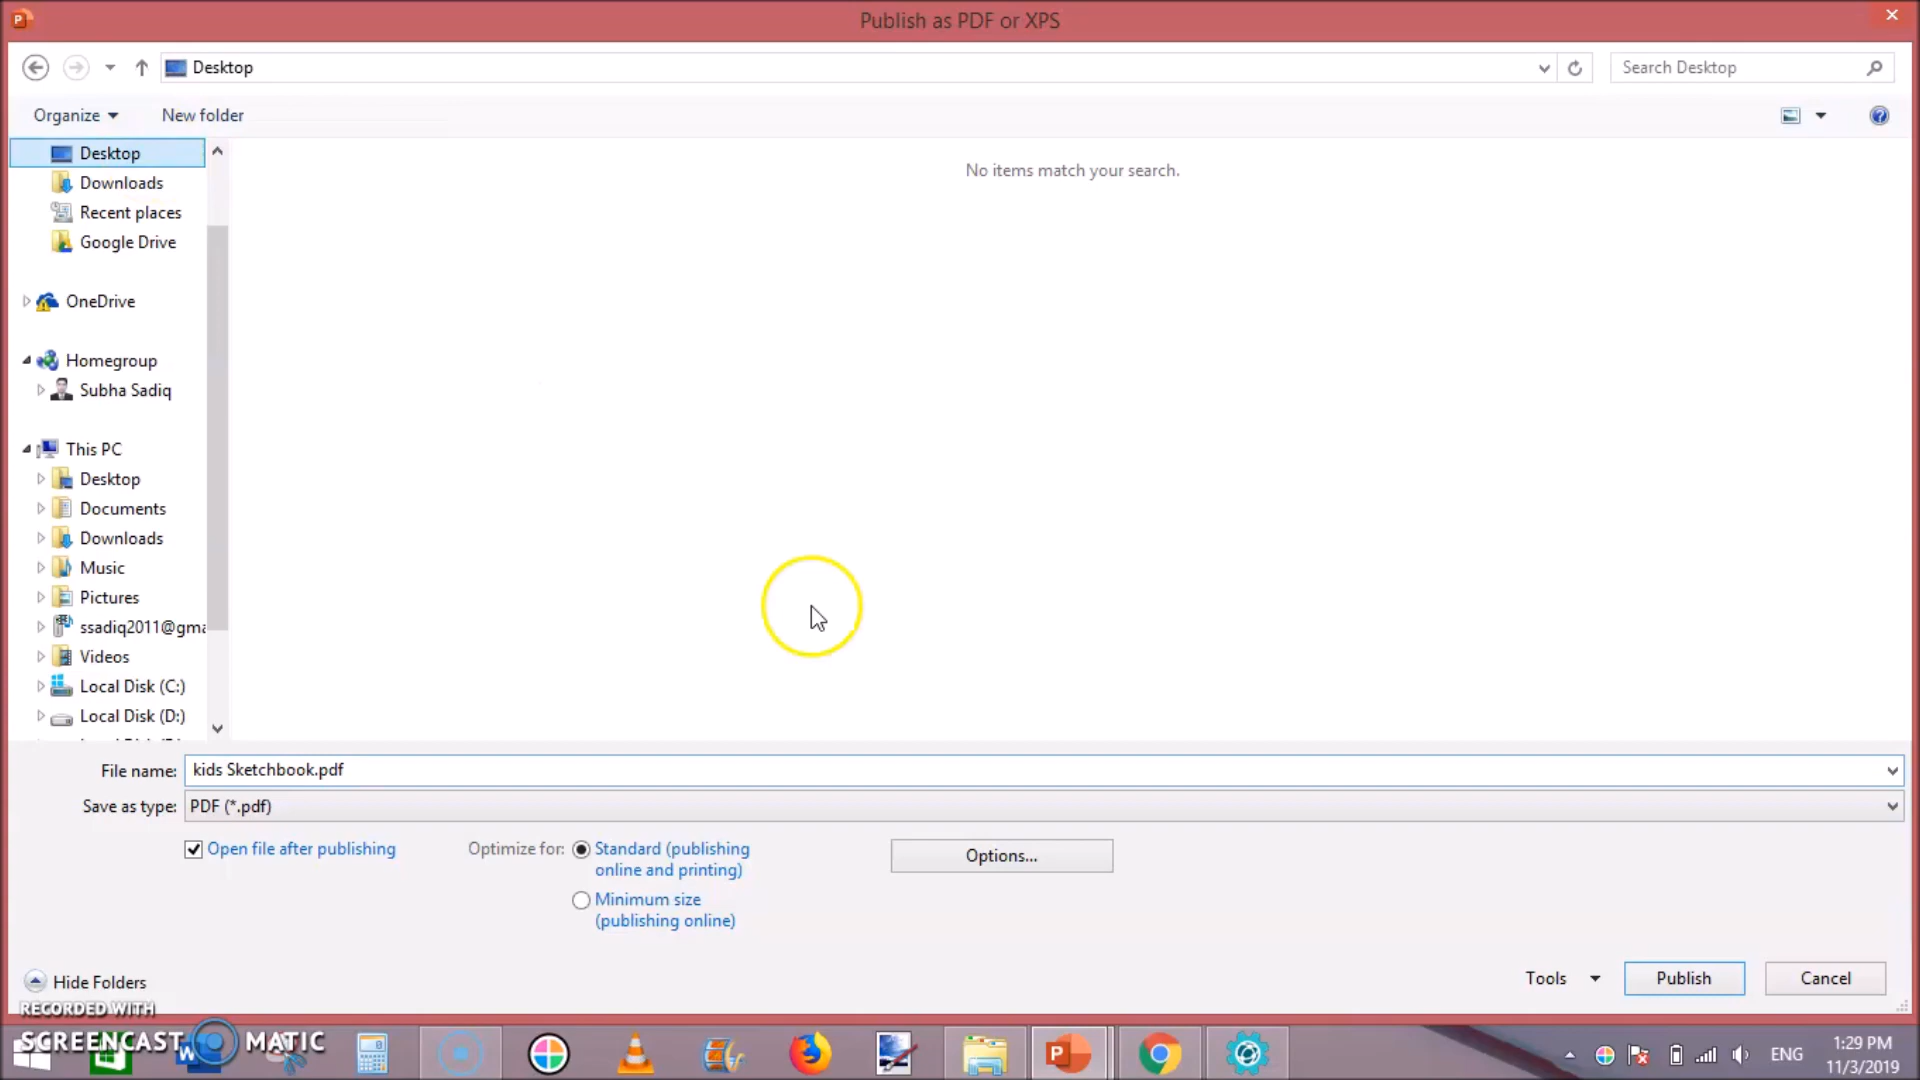 Publish as PDF or XPS
Desktop
Search Desktop
Organize
New folder
Desktop
Downloads
Recent places
Google Drive
OneDrive
Homegroup
Subha Sadiq
This PC
Desktop
Documents
Downloads
Music
Pictures
ssadiq2011@gma
Videos
Local Disk (C:)
Local Disk (D:)
No items match your search.
File name: kids Sketchbook.pdf
Save as type: PDF (*.pdf)
Open file after publishing
Optimize for: Standard (publishing
online and printing)
Minimum size
(publishing online)
Options...
Hide Folders
Tools
Publish
Cancel
RECORDED WITH
SCREENCAST MATIC
ENG
1:29 PM
11/3/2019